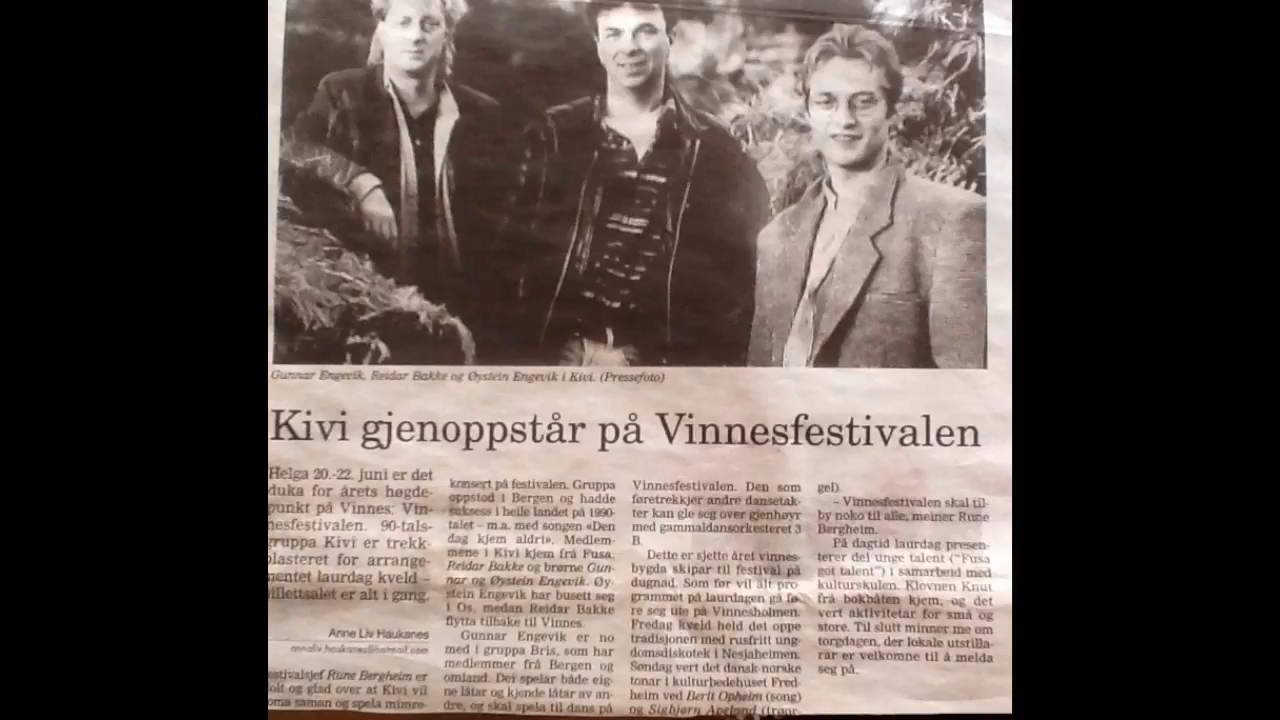 Gunnar Engevik, Reidar Bakke og Øystein Engevik i Kivi. (Pressefoto)
Kivi gjenoppstår på Vinnesfestivalen
Helga 20.-22. juni er det
duka for årets høgde-
punkt på Vinnes; Vin-
nesfestivalen. 90-tals-
gruppa Kivi er trekk-
plasteret for arrange-
mentet laurdag kveld –
billettsalet er alt i gang.
Anne Liv Haukanes
annaliv.haukanes@hotmail.com
estivalsjef Rune Bergheim er
olt og glad over at Kivi vil
oma saman og spela mimre-
konsert på festivalen. Gruppa
oppstod i Bergen og hadde
suksess i heile landet på 1990-
talet – m.a. med songen «Den
dag kjem aldri». Medlem-
mene i Kivi kjem frå Fusa;
Reidar Bakke og brørne Gun-
nar og Øystein Engevik. Øy-
stein Engevik har busett seg
i Os, medan Reidar Bakke
flytta tilbake til Vinnes.
Gunnar Engevik er no
med i gruppa Bris, som har
medlemmer frå Bergen og
omland. Dei spelar både eig-
ne låtar og kjende låtar av an-
dre, og skal spela til dans på
Vinnesfestivalen. Den som
føretrekkjer andre dansetak-
ter kan gle seg over gjenhøyr
med gammaldansorkesteret 3
B.
Dette er sjette året vinnes-
bygda skipar til festival på
dugnad. Som før vil alt pro-
grammet på laurdagen gå fø-
re seg ute på Vinnesholmen.
Fredag kveld held dei oppe
tradisjonen med rusfritt ung-
domsdiskotek i Nesjaheimen.
Søndag vert det dansk-norske
tonar i kulturbedehuset Fred-
heim ved Berit Opheim (song)
og Sigbjørn Apeland (trøor-
gel).
– Vinnesfestivalen skal til-
by noko til alle, meiner Rune
Bergheim.
På dagtid laurdag presen-
terer dei unge talent ("Fusa
got talent") i samarbeid med
kulturskulen. Klovnen Knut
frå bokbåten kjem, og det
vert aktivitetar for små og
store. Til slutt minner me om
torgdagen, der lokale utstilla-
rar er velkomne til å melda
seg på.